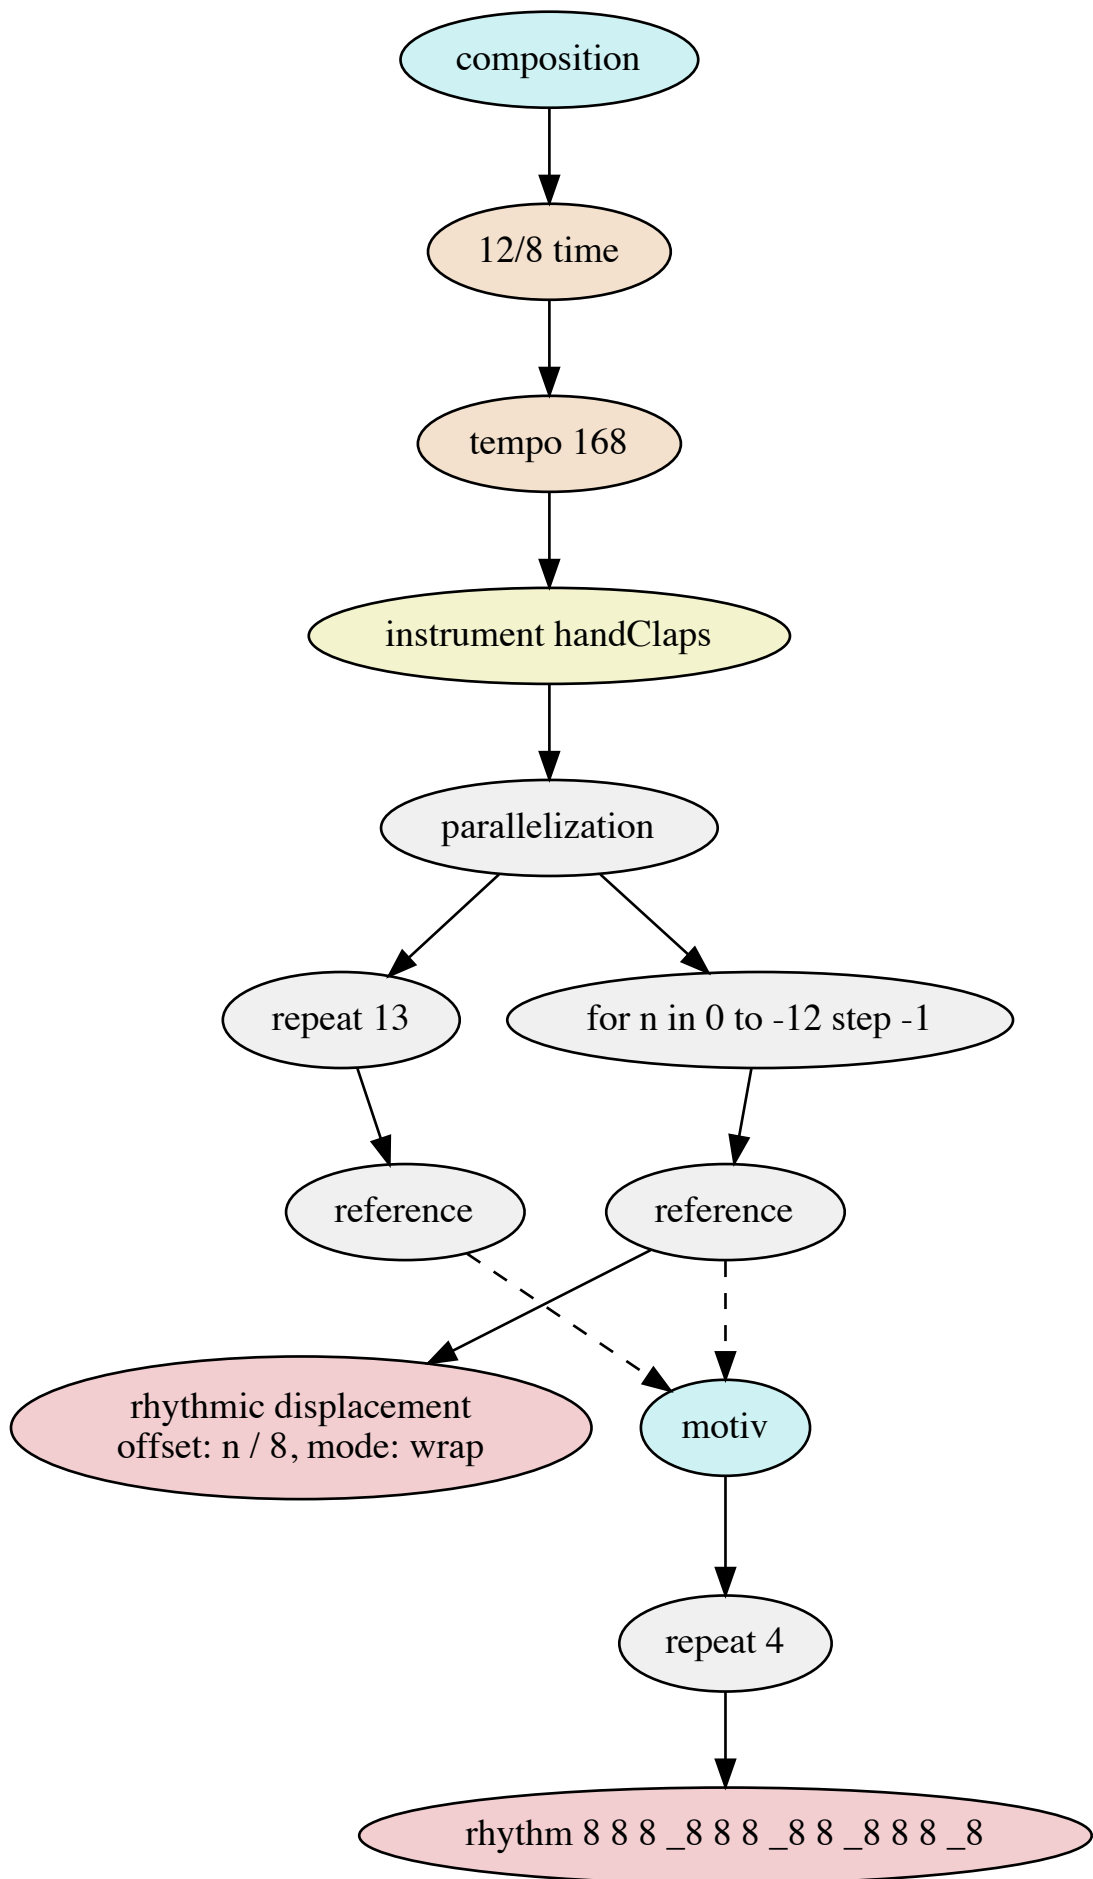 composition
12/8 time
tempo 168
instrument handClaps
parallelization
repeat 13
for n in 0 to -12 step -1
reference
reference
rhythmic displacement
offset: n / 8, mode: wrap
motiv
repeat 4
rhythm 8 8 8 _8 8 8 _8 8 _8 8 8 _8